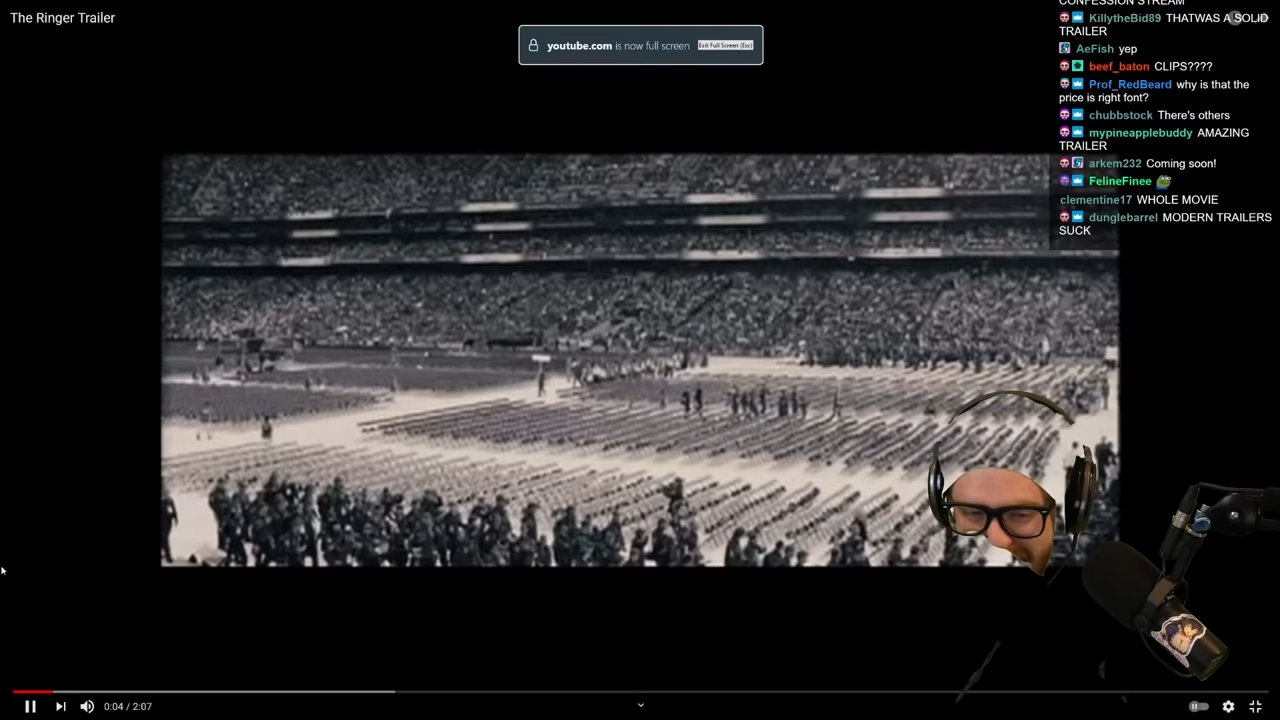 The Ringer Trailer
youtube.com is now full screen
Exit Full Screen (Esc)
CONFESSION STREAM
KillytheBid89 THATWAS A SOLID
TRAILER
AeFish yep
beef_baton CLIPS????
Prof_RedBeard why is that the
price is right font?
chubbstock There's others
mypineapplebuddy AMAZING
TRAILER
arkem232 Coming soon!
FelineFinee
clementine17 WHOLE MOVIE
dunglebarrel MODERN TRAILERS
SUCK
0:04 / 2:07